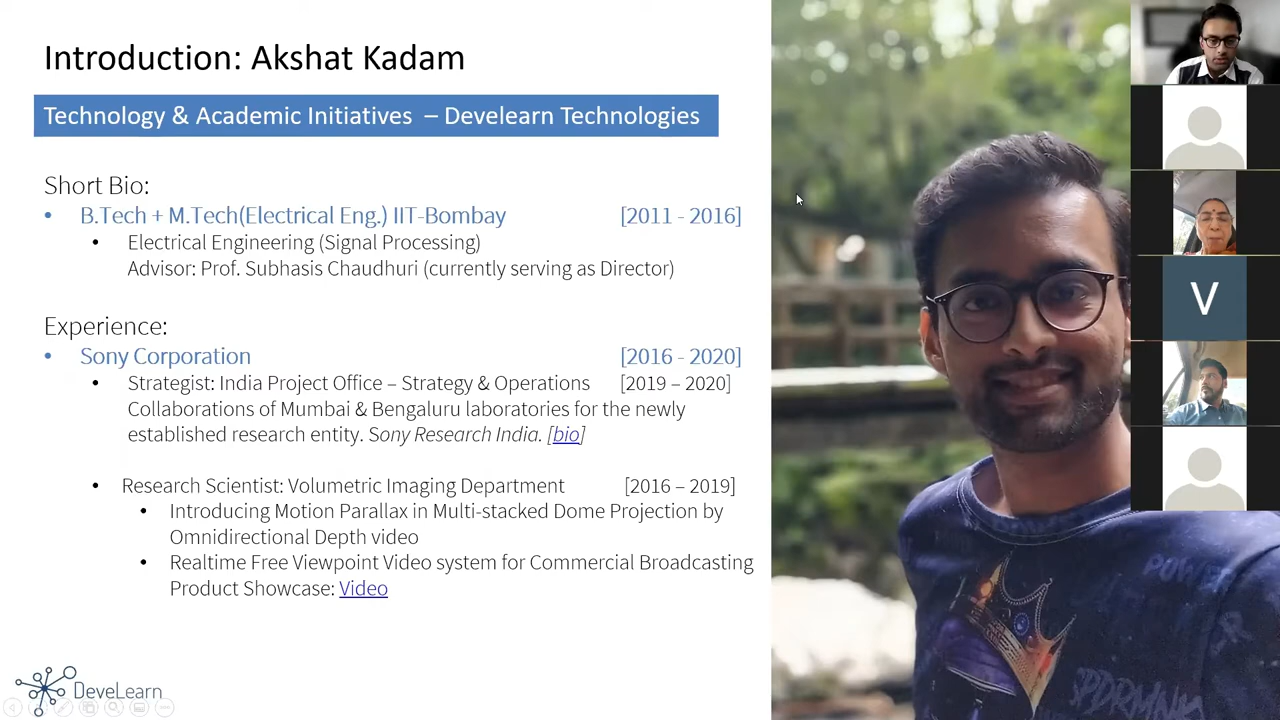 Introduction: Akshat Kadam
Technology & Academic Initiatives – Develearn Technologies
Short Bio:
• B.Tech + M.Tech(Electrical Eng.) IIT-Bombay [2011 - 2016]
• Electrical Engineering (Signal Processing)
Advisor: Prof. Subhasis Chaudhuri (currently serving as Director)
Experience:
• Sony Corporation [2016 - 2020]
• Strategist: India Project Office – Strategy & Operations [2019 – 2020]
Collaborations of Mumbai & Bengaluru laboratories for the newly
established research entity. Sony Research India. [bio]
• Research Scientist: Volumetric Imaging Department [2016 – 2019]
• Introducing Motion Parallax in Multi-stacked Dome Projection by
Omnidirectional Depth video
• Realtime Free Viewpoint Video system for Commercial Broadcasting
Product Showcase: Video
DeveLearn
V